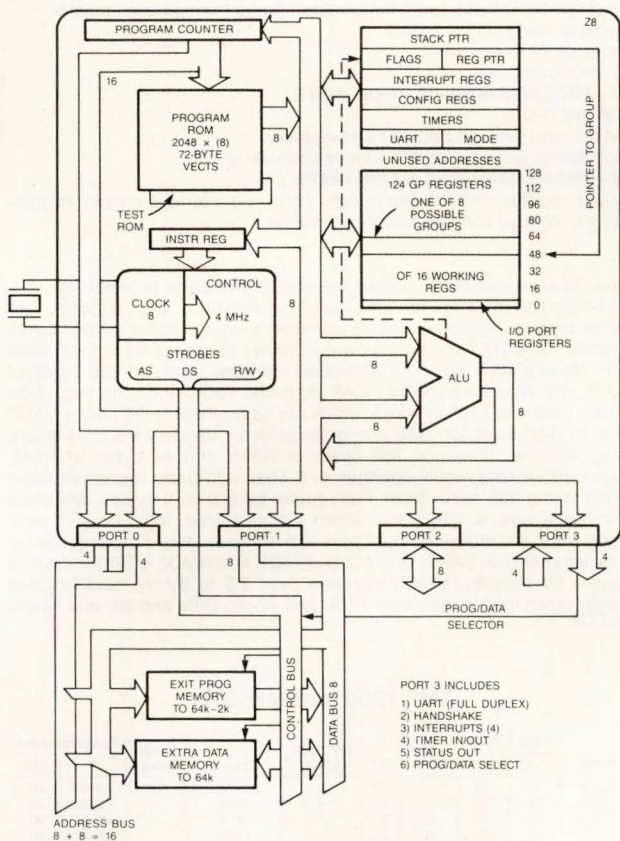 Z8
PROGRAM COUNTER
16
PROGRAM
ROM
2048 × (8)
72-BYTE
VECTS
8
TEST
ROM
INSTR REG
CONTROL
CLOCK
8
4 MHz
STROBES
AS DS R/W
8
STACK PTR
FLAGS REG PTR
INTERRUPT REGS
CONFIG REGS
TIMERS
UART MODE
UNUSED ADDRESSES
124 GP REGISTERS
ONE OF 8
POSSIBLE
GROUPS
OF 16 WORKING
REGS
128
112
96
80
64
48
32
16
0
POINTER TO GROUP
I/O PORT
REGISTERS
8
8
ALU
8
PORT 0
PORT 1
PORT 2
PORT 3
4
4
8
8
4
4
PROG/DATA
SELECTOR
EXIT PROG
MEMORY
TO 64k–2k
EXTRA DATA
MEMORY
TO 64k
CONTROL BUS
DATA BUS 8
ADDRESS BUS
8 + 8 = 16
PORT 3 INCLUDES
1) UART (FULL DUPLEX)
2) HANDSHAKE
3) INTERRUPTS (4)
4) TIMER IN/OUT
5) STATUS OUT
6) PROG/DATA SELECT